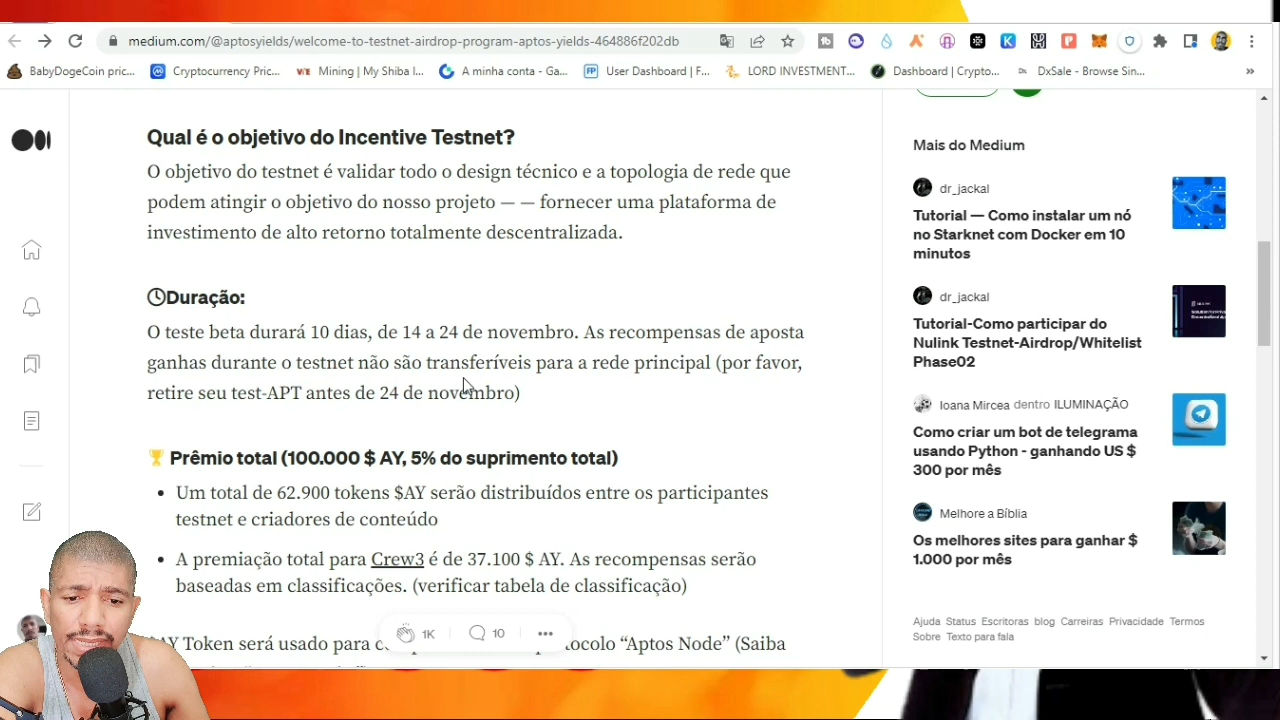 medium.com/@aptosyields/welcome-to-testnet-airdrop-program-aptos-yields-464886f202db
BabyDogeCoin pric...
Cryptocurrency Pric...
Mining | My Shiba I...
A minha conta - Ga...
User Dashboard | F...
LORD INVESTMENT...
Dashboard | Crypto...
DxSale - Browse Sin...
»
Qual é o objetivo do Incentive Testnet?
O objetivo do testnet é validar todo o design técnico e a topologia de rede que
podem atingir o objetivo do nosso projeto — — fornecer uma plataforma de
investimento de alto retorno totalmente descentralizada.
Duração:
O teste beta durará 10 dias, de 14 a 24 de novembro. As recompensas de aposta
ganhas durante o testnet não são transferíveis para a rede principal (por favor,
retire seu test-APT antes de 24 de novembro)
Prêmio total (100.000 $ AY, 5% do suprimento total)
• Um total de 62.900 tokens $AY serão distribuídos entre os participantes
testnet e criadores de conteúdo
• A premiação total para Crew3 é de 37.100 $ AY. As recompensas serão
baseadas em classificações. (verificar tabela de classificação)
1K
10
AY Token será usado para
“Aptos Node” (Saiba
Mais do Medium
dr_jackal
Tutorial — Como instalar um nó
no Starknet com Docker em 10
minutos
dr_jackal
Tutorial-Como participar do
Nulink Testnet-Airdrop/Whitelist
Phase02
Ioana Mircea dentro ILUMINAÇÃO
Como criar um bot de telegrama
usando Python - ganhando US $
300 por mês
Melhore a Bíblia
Os melhores sites para ganhar $
1.000 por mês
Ajuda Status Escritoras blog Carreiras Privacidade Termos
Sobre Texto para fala